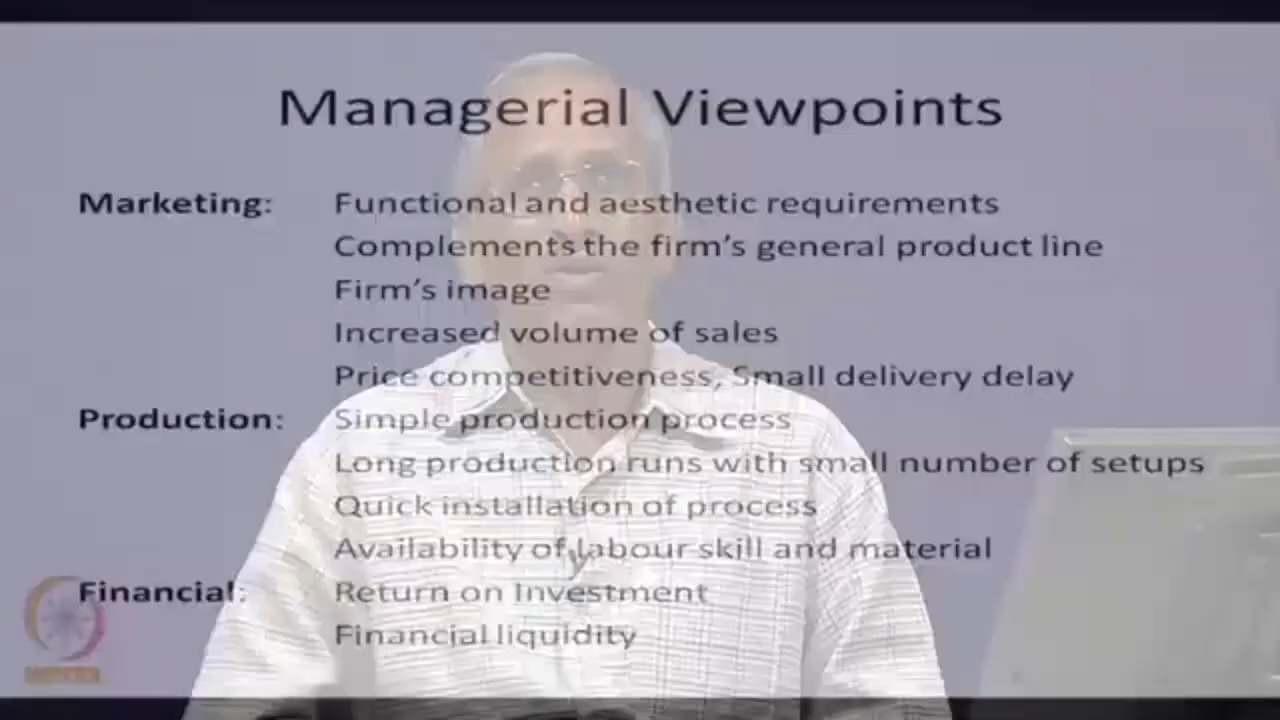 Managerial Viewpoints
Marketing: Functional and aesthetic requirements
Complements the firm's general product line
Firm's image
Increased volume of sales
Price competitiveness, Small delivery delay
Production: Simple production process
Long production runs with small number of setups
Quick installation of process
Availability of labour skill and material
Financial: Return on Investment
Financial liquidity